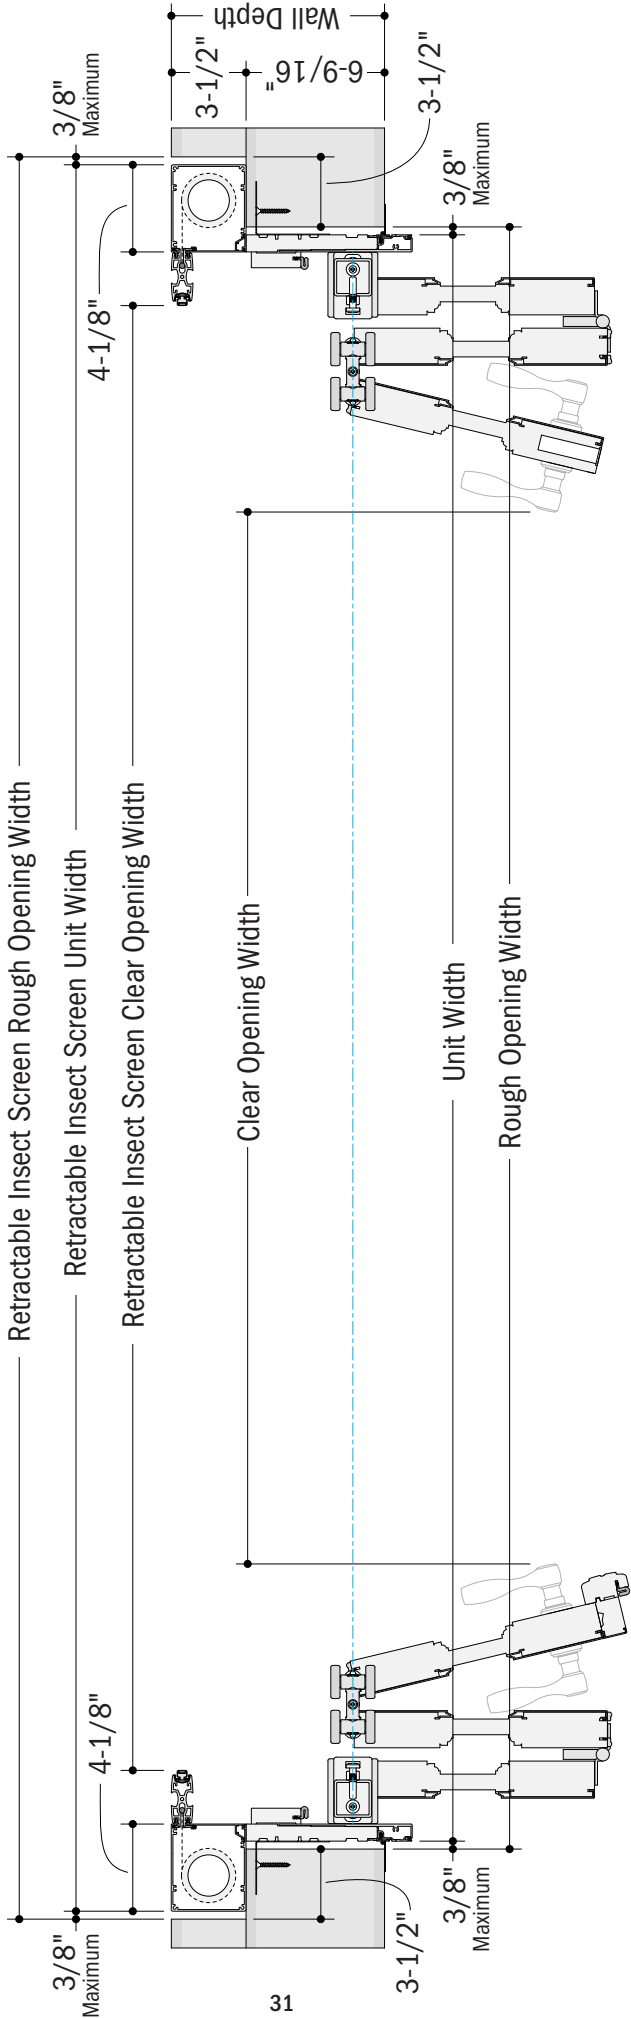 Retractable Insect Screen Rough Opening Width
Retractable Insect Screen Unit Width
Retractable Insect Screen Clear Opening Width
Clear Opening Width
Unit Width
Rough Opening Width
3/8"
Maximum
4-1/8"
3-1/2"
3/8"
Maximum
3/8"
Maximum
4-1/8"
3-1/2"
6-9/16"
Wall Depth
3-1/2"
3/8"
Maximum
31